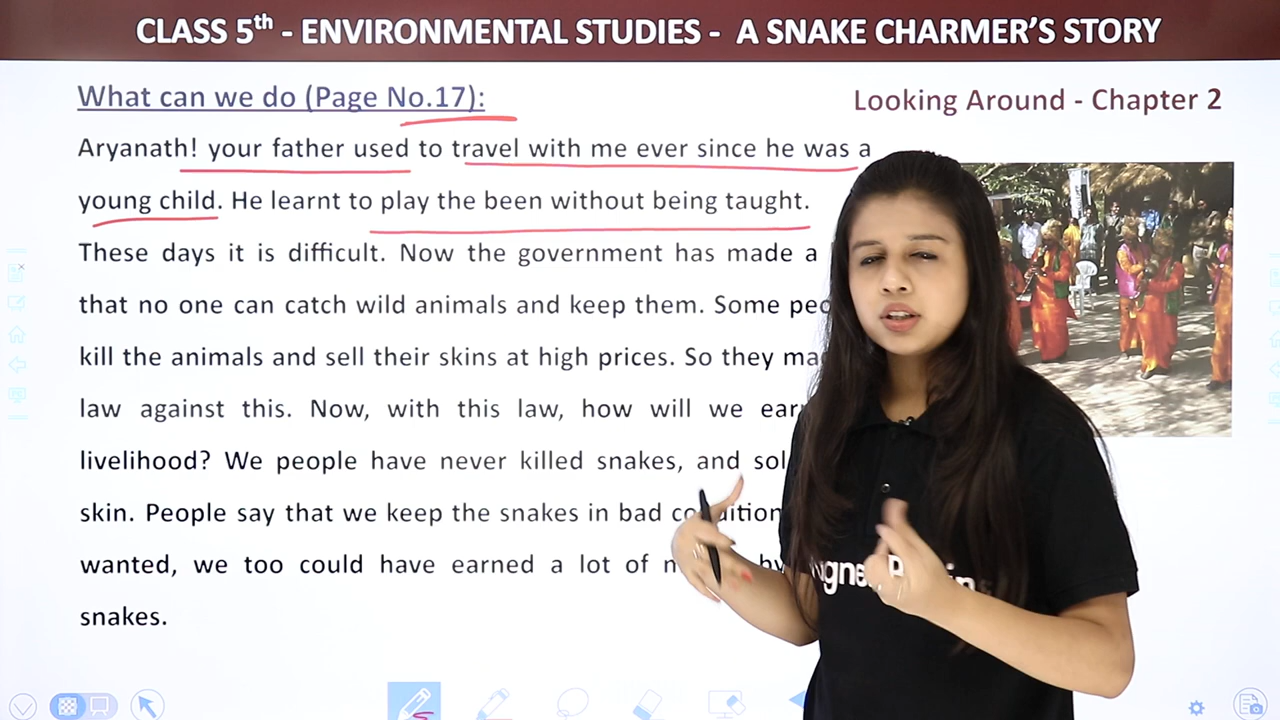 CLASS 5th - ENVIRONMENTAL STUDIES - A SNAKE CHARMER'S STORY
What can we do (Page No.17):
Looking Around - Chapter 2
Aryanath! your father used to travel with me ever since he was a
young child. He learnt to play the been without being taught.
These days it is difficult. Now the government has made a
that no one can catch wild animals and keep them. Some
kill the animals and sell their skins at high prices. So they
law against this. Now, with this law, how will we
livelihood? We people have never killed snakes, and
skin. People say that we keep the snakes in bad
wanted, we too could have earned a lot of
snakes.